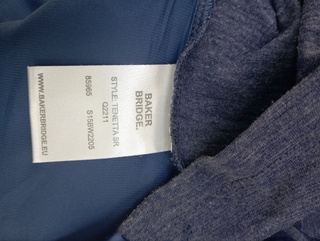 BAKER
BRIDGE.
STYLE: TENETTA SR
Q2211
85965 S15BW2205
WWW.BAKERBRIDGE.EU